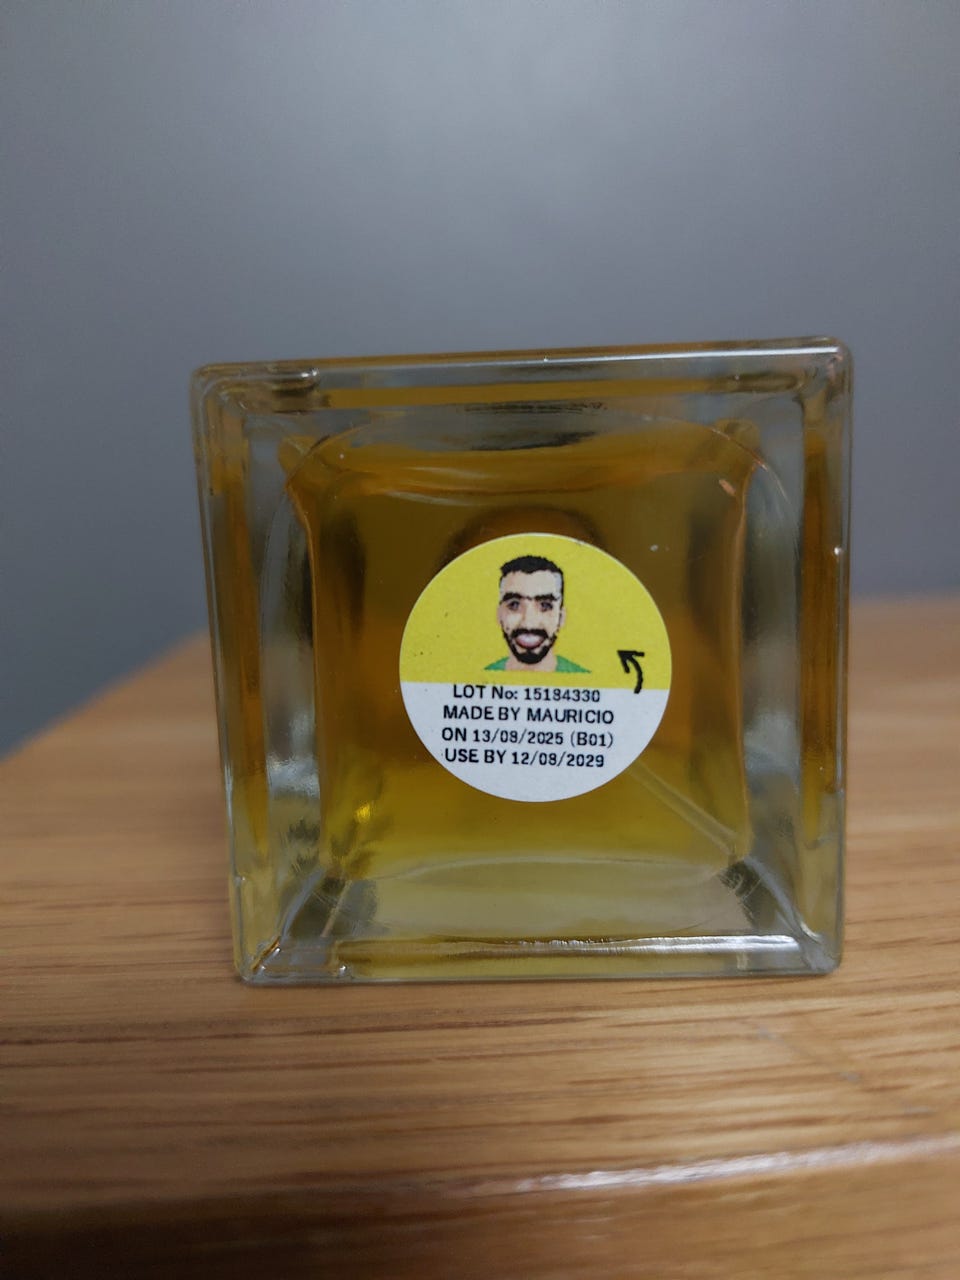 LOT No: 15184330
MADE BY MAURICIO
ON 13/08/2025 (B01)
USE BY 12/08/2029